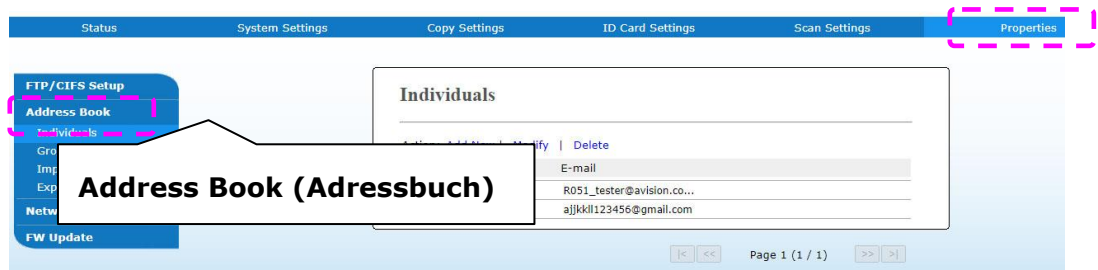 Status System Settings Copy Settings ID Card Settings Scan Settings Properties
FTP/CIFS Setup
Address Book
Individuals
FW Update
Address Book (Adressbuch)
Individuals
| Delete
E-mail
R051_tester@avision.co...
ajjkkll123456@gmail.com
|< << Page 1 (1 / 1) >> >|